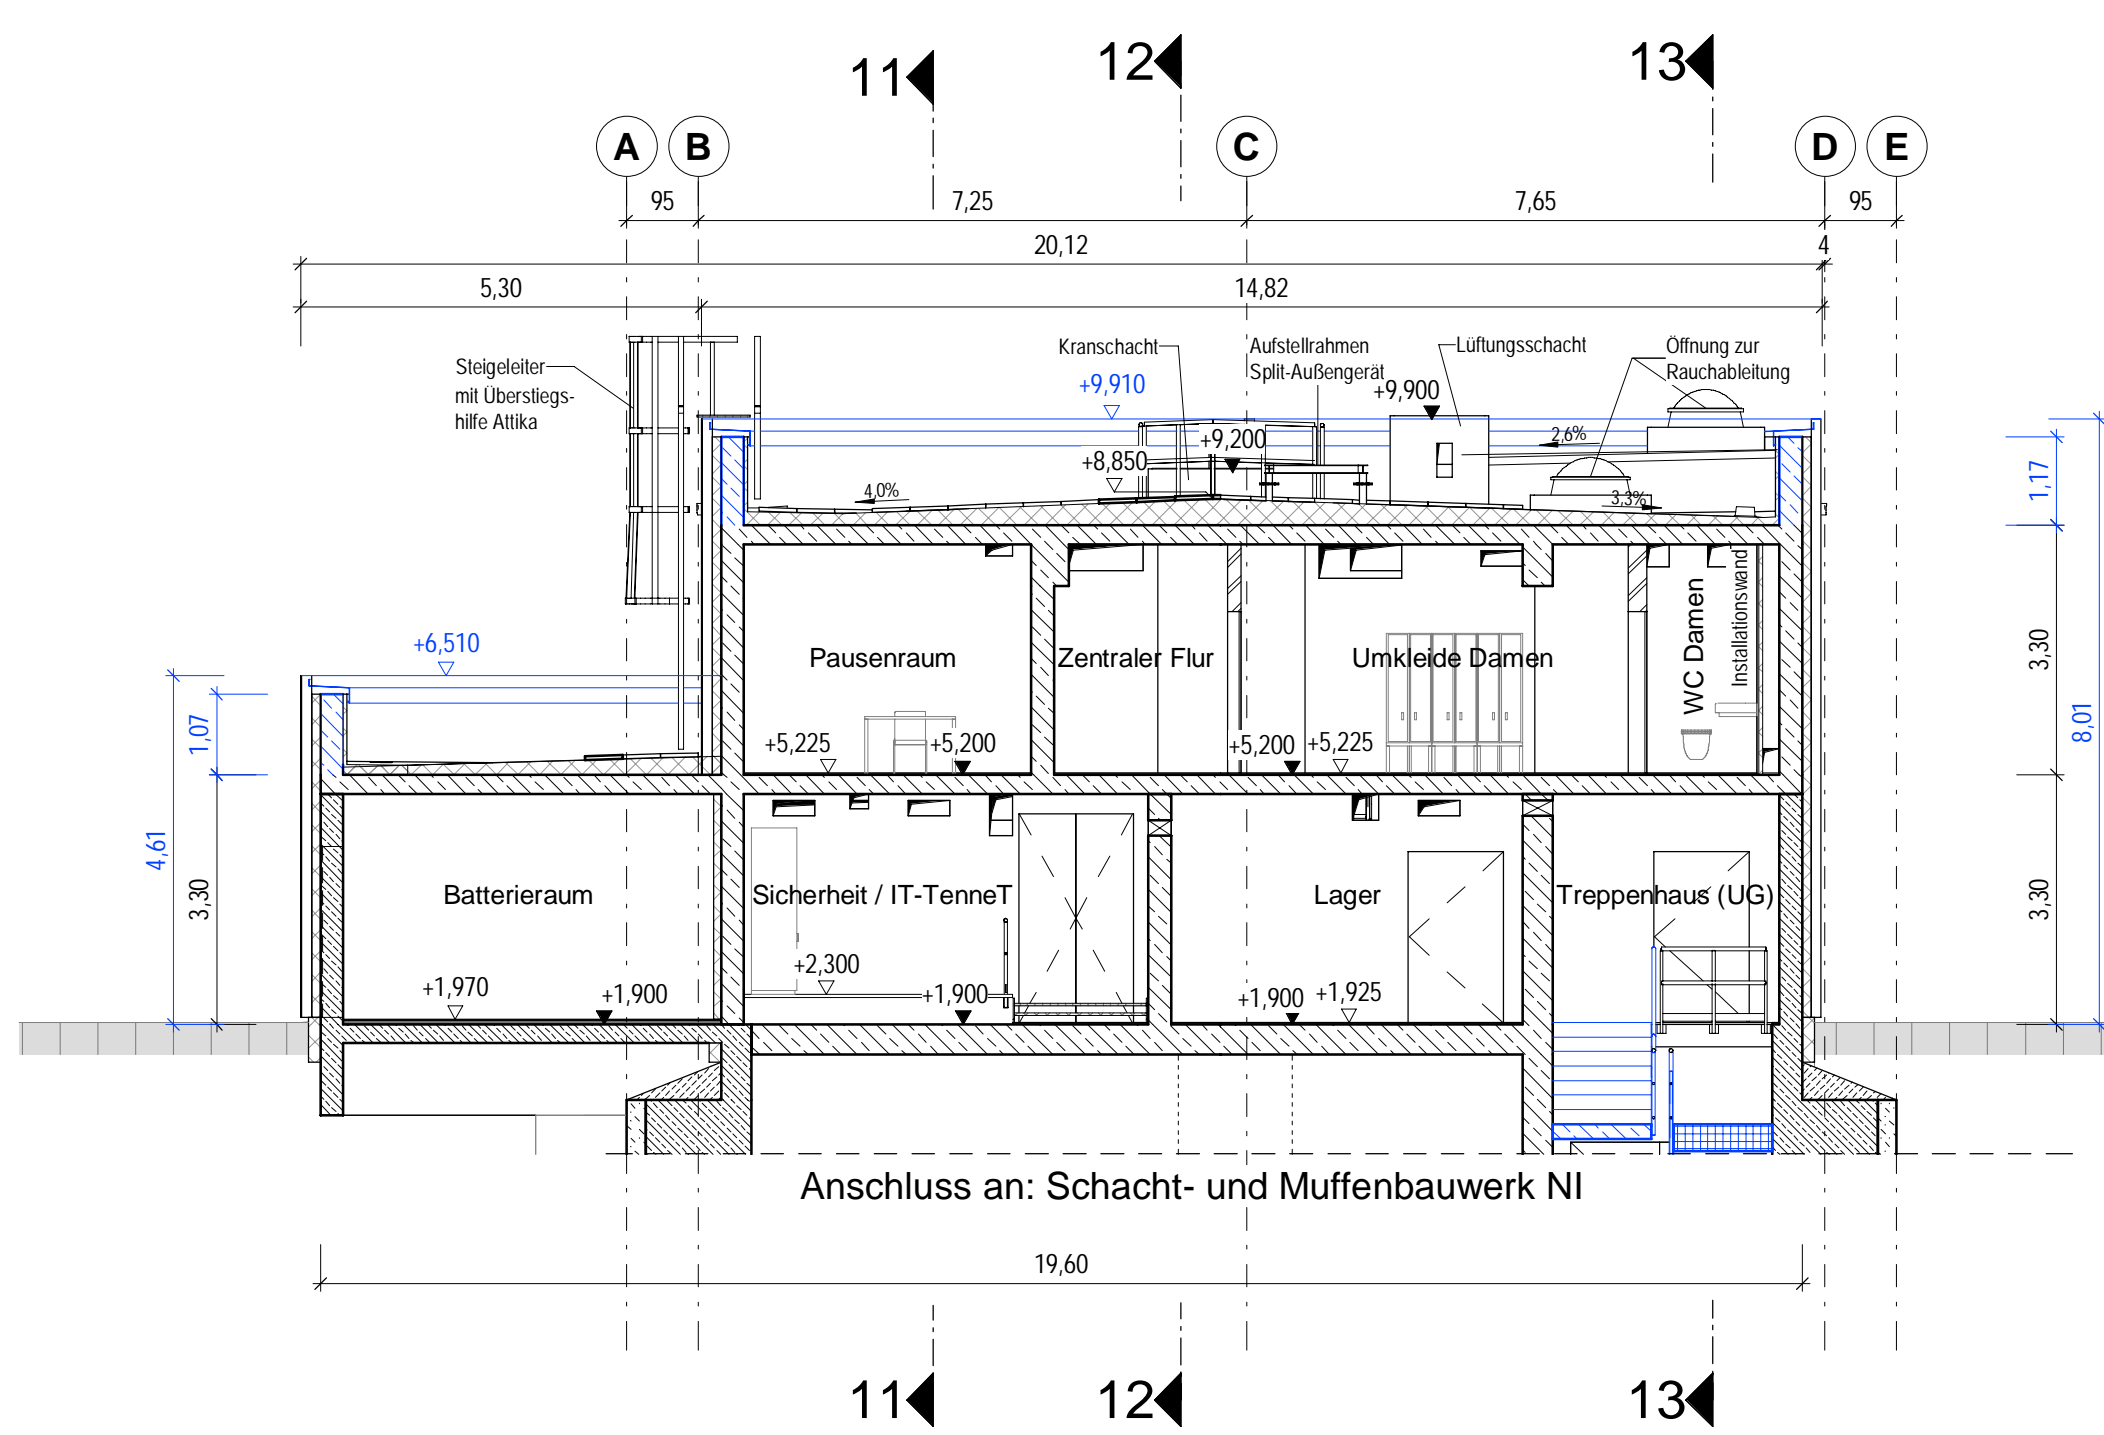 11
12
13
A
B
C
D
E
95
7,25
7,65
95
20,12
4
5,30
14,82
Steigeleiter
mit Überstiegs-
hilfe Attika
Kranschacht
+9,910
Aufstellrahmen
Split-Außengerät
+9,900
Lüftungsschacht
Öffnung zur
Rauchableitung
+9,200
+8,850
2,6%
4,0%
3,3%
1,17
+6,510
Pausenraum
Zentraler Flur
Umkleide Damen
WC Damen
Installationswand
3,30
1,07
+5,225
+5,200
+5,200
+5,225
8,01
4,61
3,30
Batterieraum
Sicherheit / IT-TenneT
Lager
Treppenhaus (UG)
3,30
+1,970
+1,900
+2,300
+1,900
+1,900
+1,925
Anschluss an: Schacht- und Muffenbauwerk NI
19,60
11
12
13